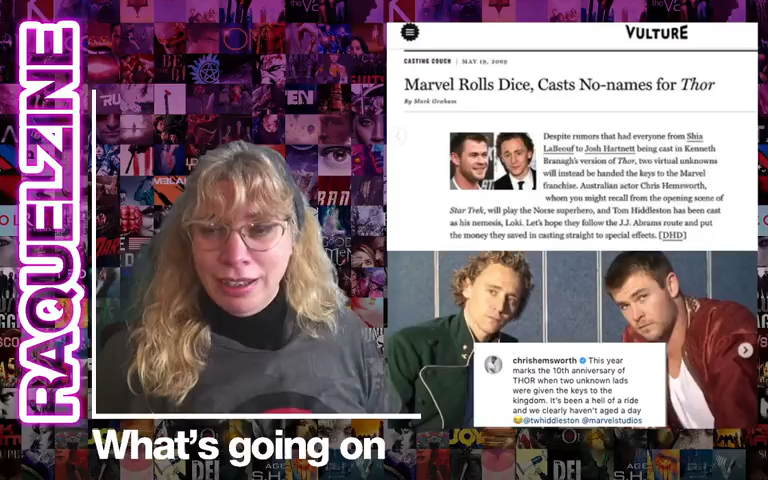 RAQUELZINE
What's going on
VULTURE
CASTING COUCH | MAY 19, 2009
Marvel Rolls Dice, Casts No-names for Thor
By Mark Graham
Despite rumors that had everyone from Shia
LaBeouf to Josh Hartnett being cast in Kenneth
Branagh's version of Thor, two virtual unknowns
will instead be handed the keys to the Marvel
franchise. Australian actor Chris Hemsworth,
whom you might recall from the opening scene of
Star Trek, will play the Norse superhero, and Tom Hiddleston has been cast
as his nemesis, Loki. Let's hope they follow the J.J. Abrams route and put
the money they saved in casting straight to special effects. [DHD]
chrishemsworth This year
marks the 10th anniversary of
THOR when two unknown lads
were given the keys to the
kingdom. It's been a hell of a ride
and we clearly haven't aged a day
😂@twhiddleston @marvelstudios